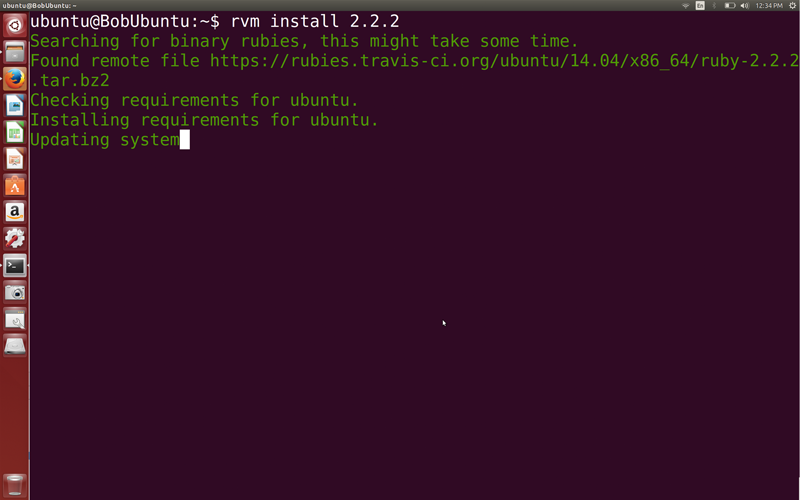 ubuntu@BobUbuntu: ~
En
12:34 PM
ubuntu@BobUbuntu:~$ rvm install 2.2.2
Searching for binary rubies, this might take some time.
Found remote file https://rubies.travis-ci.org/ubuntu/14.04/x86_64/ruby-2.2.2
.tar.bz2
Checking requirements for ubuntu.
Installing requirements for ubuntu.
Updating system